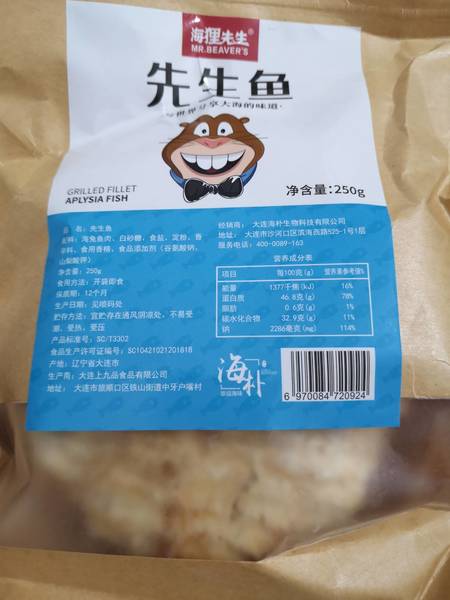 海狸先生®
MR.BEAVER'S
先生鱼
与世界分享大海的味道·
GRILLED FILLET
APLYSIA FISH
净含量:250g
品 名：先生鱼
配料：海兔鱼肉、白砂糖、食盐、淀粉、香
辛料、食用香精、食品添加剂（谷氨酸钠、
山梨酸钾）
净含量：250g
食用方法：开袋即食
保质期：12个月
生产日期：见喷码处
贮存方法：宜贮存在通风阴凉处，不易受
潮、受热、受压
产品标准号：SC/T3302
食品生产许可证编号：SC10421021201818
产地：辽宁省大连市
生产商：大连上九品食品有限公司
地址：大连市旅顺口区铁山街道中牙户嘴村
经销商：大连海朴生物科技有限公司
地址：大连市沙河口区滨海西路525-1号1层
服务电话：400-0089-163
营养成分表
项目 每100克(g) 营养素参考值%
能量 1377千焦(kJ) 16%
蛋白质 46.8克(g) 78%
脂肪 0.6克(g) 1%
碳水化合物 32.9克(g) 11%
钠 2286毫克(mg) 114%
海朴
6 970084 720924